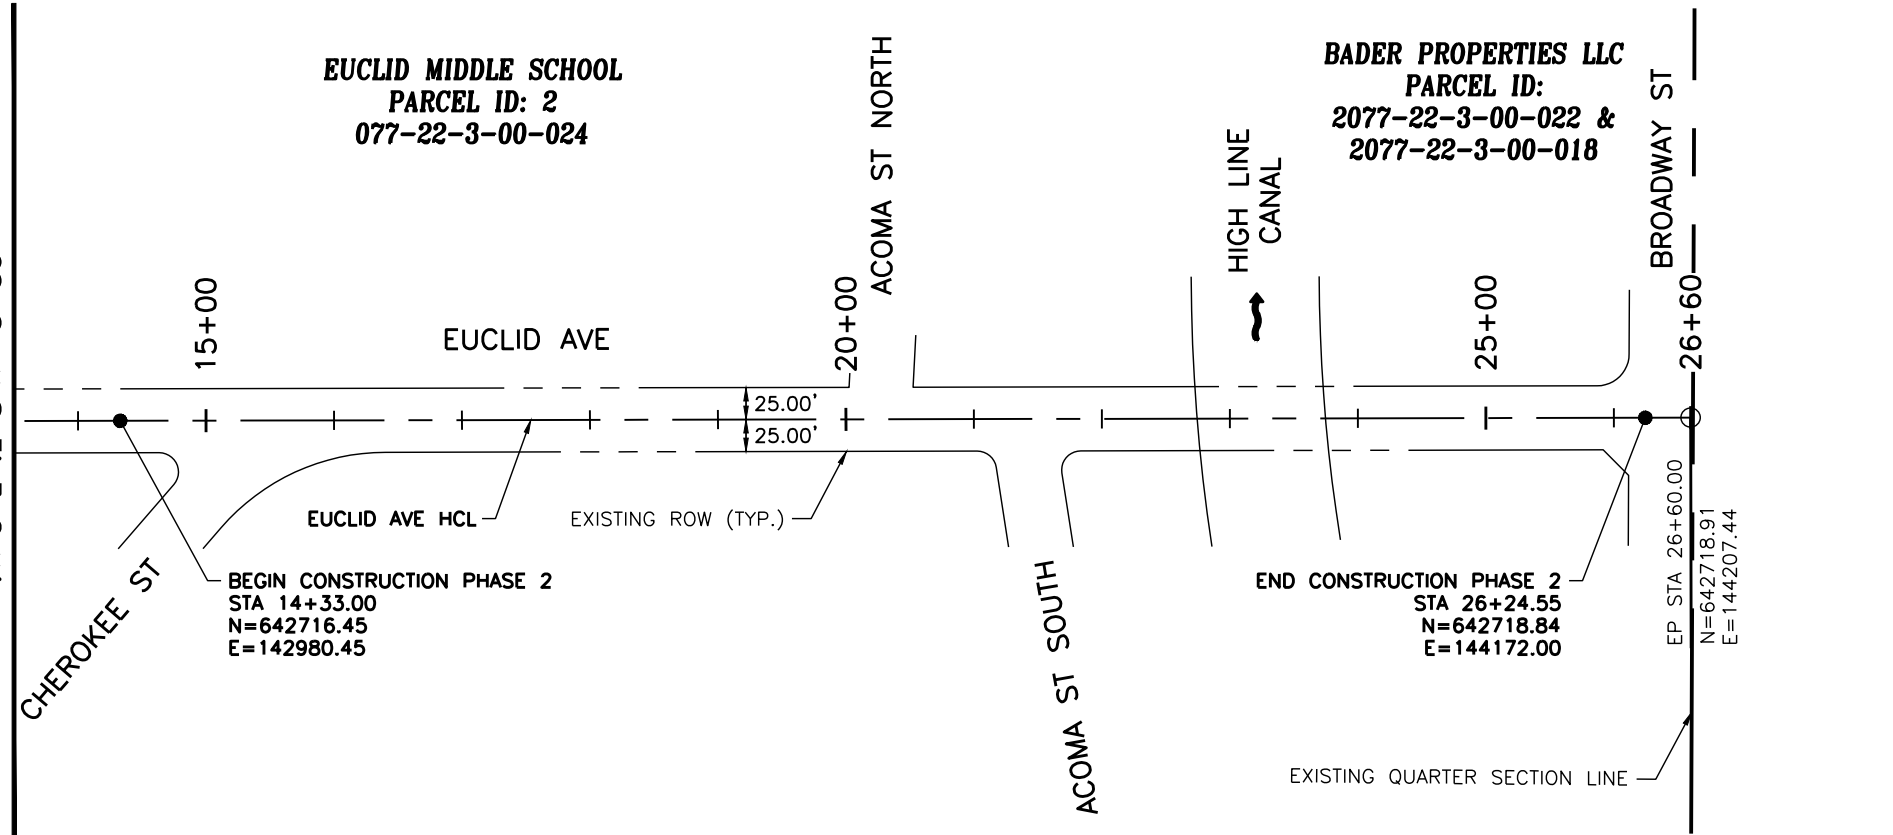 EUCLID MIDDLE SCHOOL
PARCEL ID: 2
077-22-3-00-024
ACOMA ST NORTH
HIGH LINE
CANAL
BADER PROPERTIES LLC
PARCEL ID:
2077-22-3-00-022 &
2077-22-3-00-018
BROADWAY ST
15+00
EUCLID AVE
20+00
25+00
26+60
25.00'
25.00'
EUCLID AVE HCL
EXISTING ROW (TYP.)
CHEROKEE ST
BEGIN CONSTRUCTION PHASE 2
STA 14+33.00
N=642716.45
E=142980.45
ACOMA ST SOUTH
END CONSTRUCTION PHASE 2
STA 26+24.55
N=642718.84
E=144172.00
EP STA 26+60.00
N=642718.91
E=144207.44
EXISTING QUARTER SECTION LINE